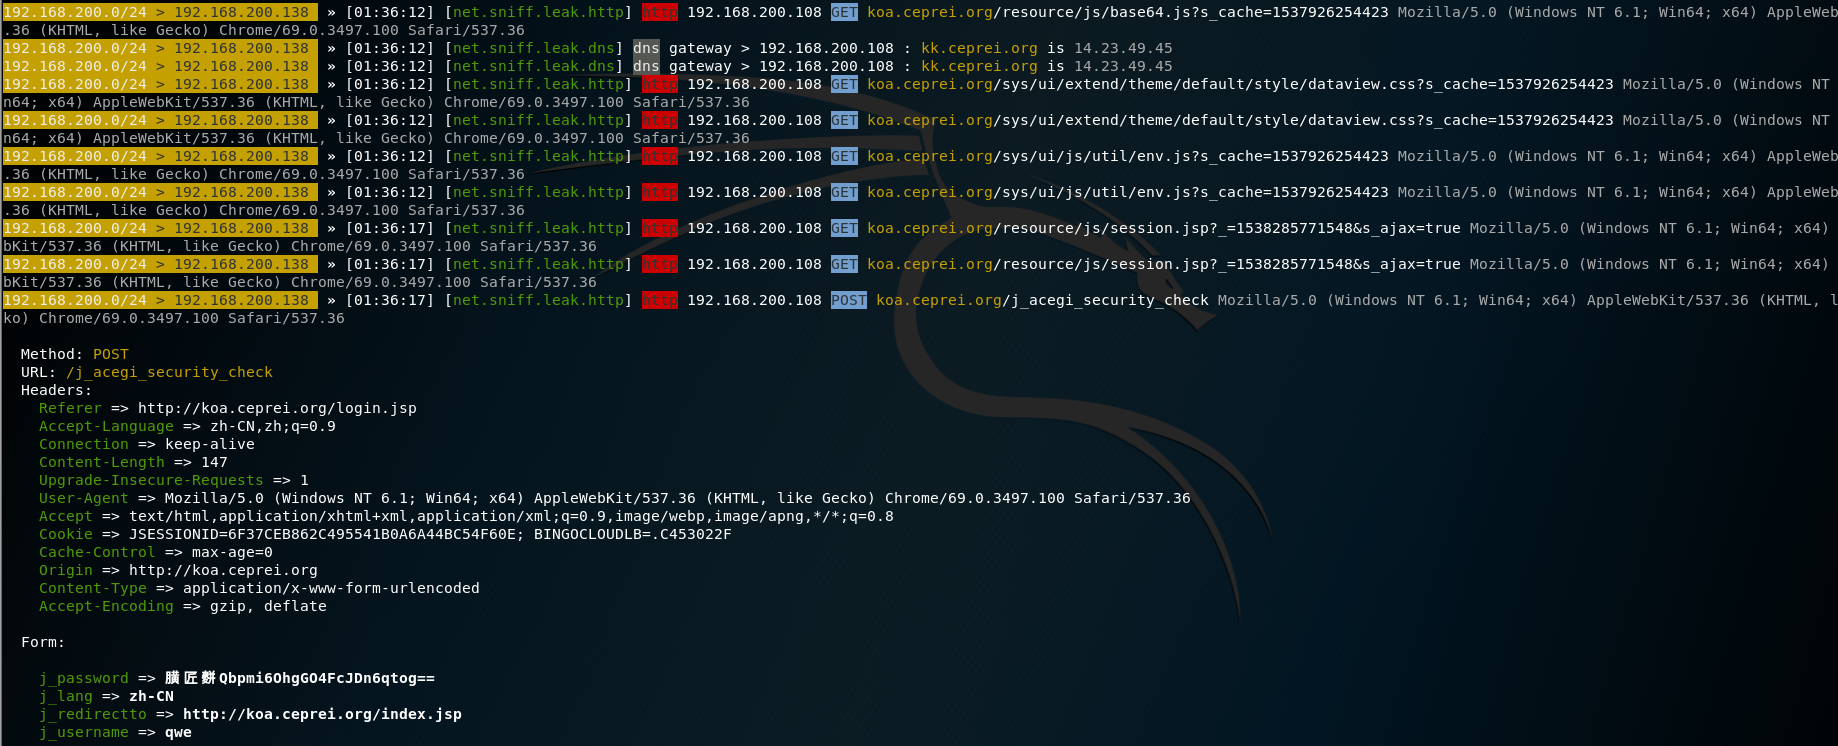 192.168.200.0/24 > 192.168.200.138 » [01:36:12] [net.sniff.leak.http] http 192.168.200.108 GET koa.ceprei.org/resource/js/base64.js?s_cache=1537926254423 Mozilla/5.0 (Windows NT 6.1; Win64; x64) AppleWeb
.36 (KHTML, like Gecko) Chrome/69.0.3497.100 Safari/537.36
192.168.200.0/24 > 192.168.200.138 » [01:36:12] [net.sniff.leak.dns] dns gateway > 192.168.200.108 : kk.ceprei.org is 14.23.49.45
192.168.200.0/24 > 192.168.200.138 » [01:36:12] [net.sniff.leak.dns] dns gateway > 192.168.200.108 : kk.ceprei.org is 14.23.49.45
192.168.200.0/24 > 192.168.200.138 » [01:36:12] [net.sniff.leak.http] http 192.168.200.108 GET koa.ceprei.org/sys/ui/extend/theme/default/style/dataview.css?s_cache=1537926254423 Mozilla/5.0 (Windows NT
n64; x64) AppleWebKit/537.36 (KHTML, like Gecko) Chrome/69.0.3497.100 Safari/537.36
192.168.200.0/24 > 192.168.200.138 » [01:36:12] [net.sniff.leak.http] http 192.168.200.108 GET koa.ceprei.org/sys/ui/extend/theme/default/style/dataview.css?s_cache=1537926254423 Mozilla/5.0 (Windows NT
n64; x64) AppleWebKit/537.36 (KHTML, like Gecko) Chrome/69.0.3497.100 Safari/537.36
192.168.200.0/24 > 192.168.200.138 » [01:36:12] [net.sniff.leak.http] http 192.168.200.108 GET koa.ceprei.org/sys/ui/js/util/env.js?s_cache=1537926254423 Mozilla/5.0 (Windows NT 6.1; Win64; x64) AppleWeb
.36 (KHTML, like Gecko) Chrome/69.0.3497.100 Safari/537.36
192.168.200.0/24 > 192.168.200.138 » [01:36:12] [net.sniff.leak.http] http 192.168.200.108 GET koa.ceprei.org/sys/ui/js/util/env.js?s_cache=1537926254423 Mozilla/5.0 (Windows NT 6.1; Win64; x64) AppleWeb
.36 (KHTML, like Gecko) Chrome/69.0.3497.100 Safari/537.36
192.168.200.0/24 > 192.168.200.138 » [01:36:17] [net.sniff.leak.http] http 192.168.200.108 GET koa.ceprei.org/resource/js/session.jsp?_=1538285771548&s_ajax=true Mozilla/5.0 (Windows NT 6.1; Win64; x64)
bKit/537.36 (KHTML, like Gecko) Chrome/69.0.3497.100 Safari/537.36
192.168.200.0/24 > 192.168.200.138 » [01:36:17] [net.sniff.leak.http] http 192.168.200.108 GET koa.ceprei.org/resource/js/session.jsp?_=1538285771548&s_ajax=true Mozilla/5.0 (Windows NT 6.1; Win64; x64)
bKit/537.36 (KHTML, like Gecko) Chrome/69.0.3497.100 Safari/537.36
192.168.200.0/24 > 192.168.200.138 » [01:36:17] [net.sniff.leak.http] http 192.168.200.108 POST koa.ceprei.org/j_acegi_security_check Mozilla/5.0 (Windows NT 6.1; Win64; x64) AppleWebKit/537.36 (KHTML, l
ko) Chrome/69.0.3497.100 Safari/537.36
Method: POST
URL: /j_acegi_security_check
Headers:
Referer => http://koa.ceprei.org/login.jsp
Accept-Language => zh-CN,zh;q=0.9
Connection => keep-alive
Content-Length => 147
Upgrade-Insecure-Requests => 1
User-Agent => Mozilla/5.0 (Windows NT 6.1; Win64; x64) AppleWebKit/537.36 (KHTML, like Gecko) Chrome/69.0.3497.100 Safari/537.36
Accept => text/html,application/xhtml+xml,application/xml;q=0.9,image/webp,image/apng,*/*;q=0.8
Cookie => JSESSIONID=6F37CEB862C495541B0A6A44BC54F60E; BINGOCLOUDLB=.C453022F
Cache-Control => max-age=0
Origin => http://koa.ceprei.org
Content-Type => application/x-www-form-urlencoded
Accept-Encoding => gzip, deflate
Form:
j_password => 匠Qbpmi6OhgGO4FcJDn6qtog==
j_lang => zh-CN
j_redirectto => http://koa.ceprei.org/index.jsp
j_username => qwe